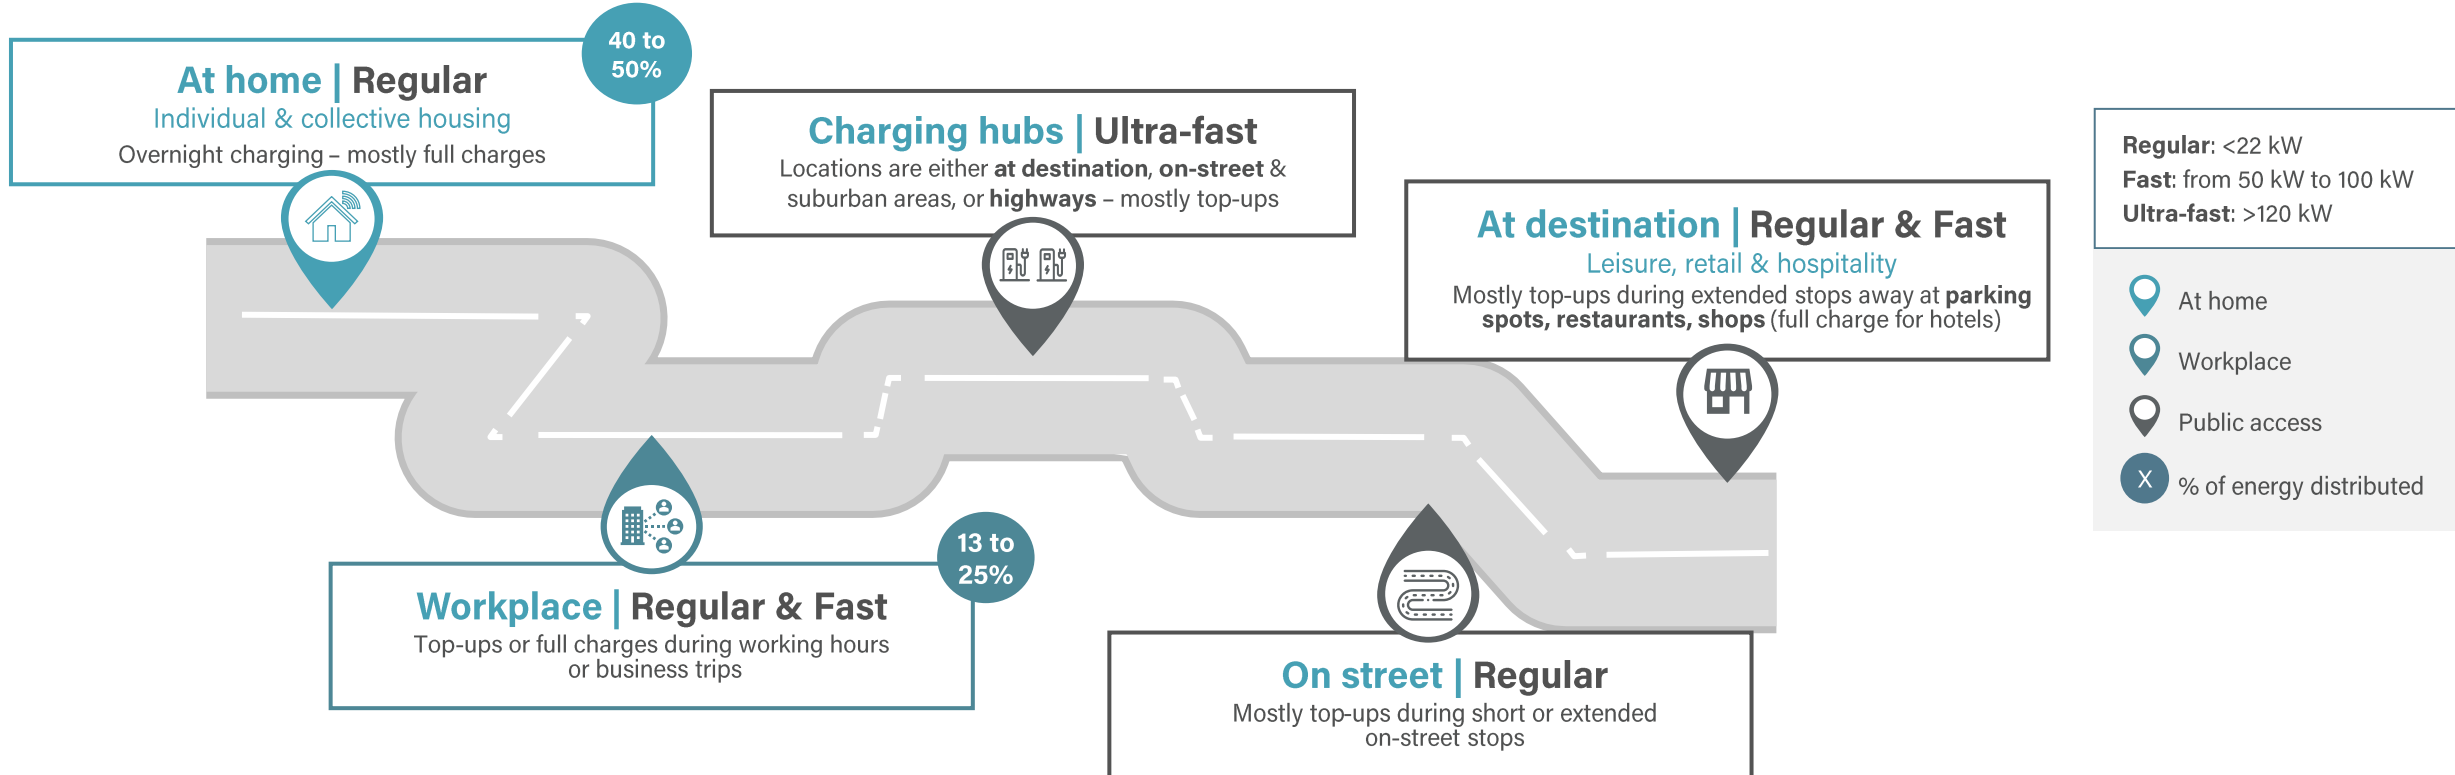 40 to
50%
At home | Regular
Individual & collective housing
Overnight charging – mostly full charges
Charging hubs | Ultra-fast
Locations are either at destination, on-street &
suburban areas, or highways – mostly top-ups
At destination | Regular & Fast
Leisure, retail & hospitality
Mostly top-ups during extended stops away at parking
spots, restaurants, shops (full charge for hotels)
13 to
25%
Workplace | Regular & Fast
Top-ups or full charges during working hours
or business trips
On street | Regular
Mostly top-ups during short or extended
on-street stops
Regular: <22 kW
Fast: from 50 kW to 100 kW
Ultra-fast: >120 kW
At home
Workplace
Public access
X % of energy distributed